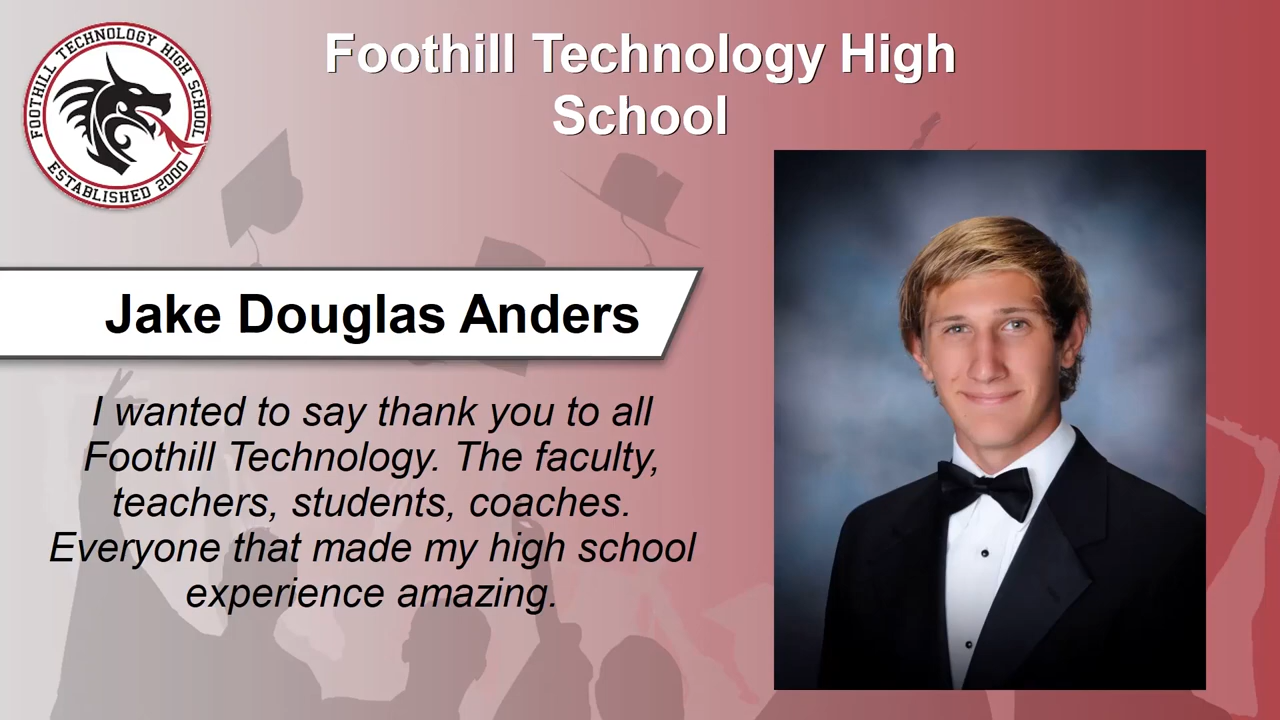 FOOTHILL TECHNOLOGY HIGH SCHOOL
ESTABLISHED 2000
Foothill Technology High
School
Jake Douglas Anders
I wanted to say thank you to all
Foothill Technology. The faculty,
teachers, students, coaches.
Everyone that made my high school
experience amazing.